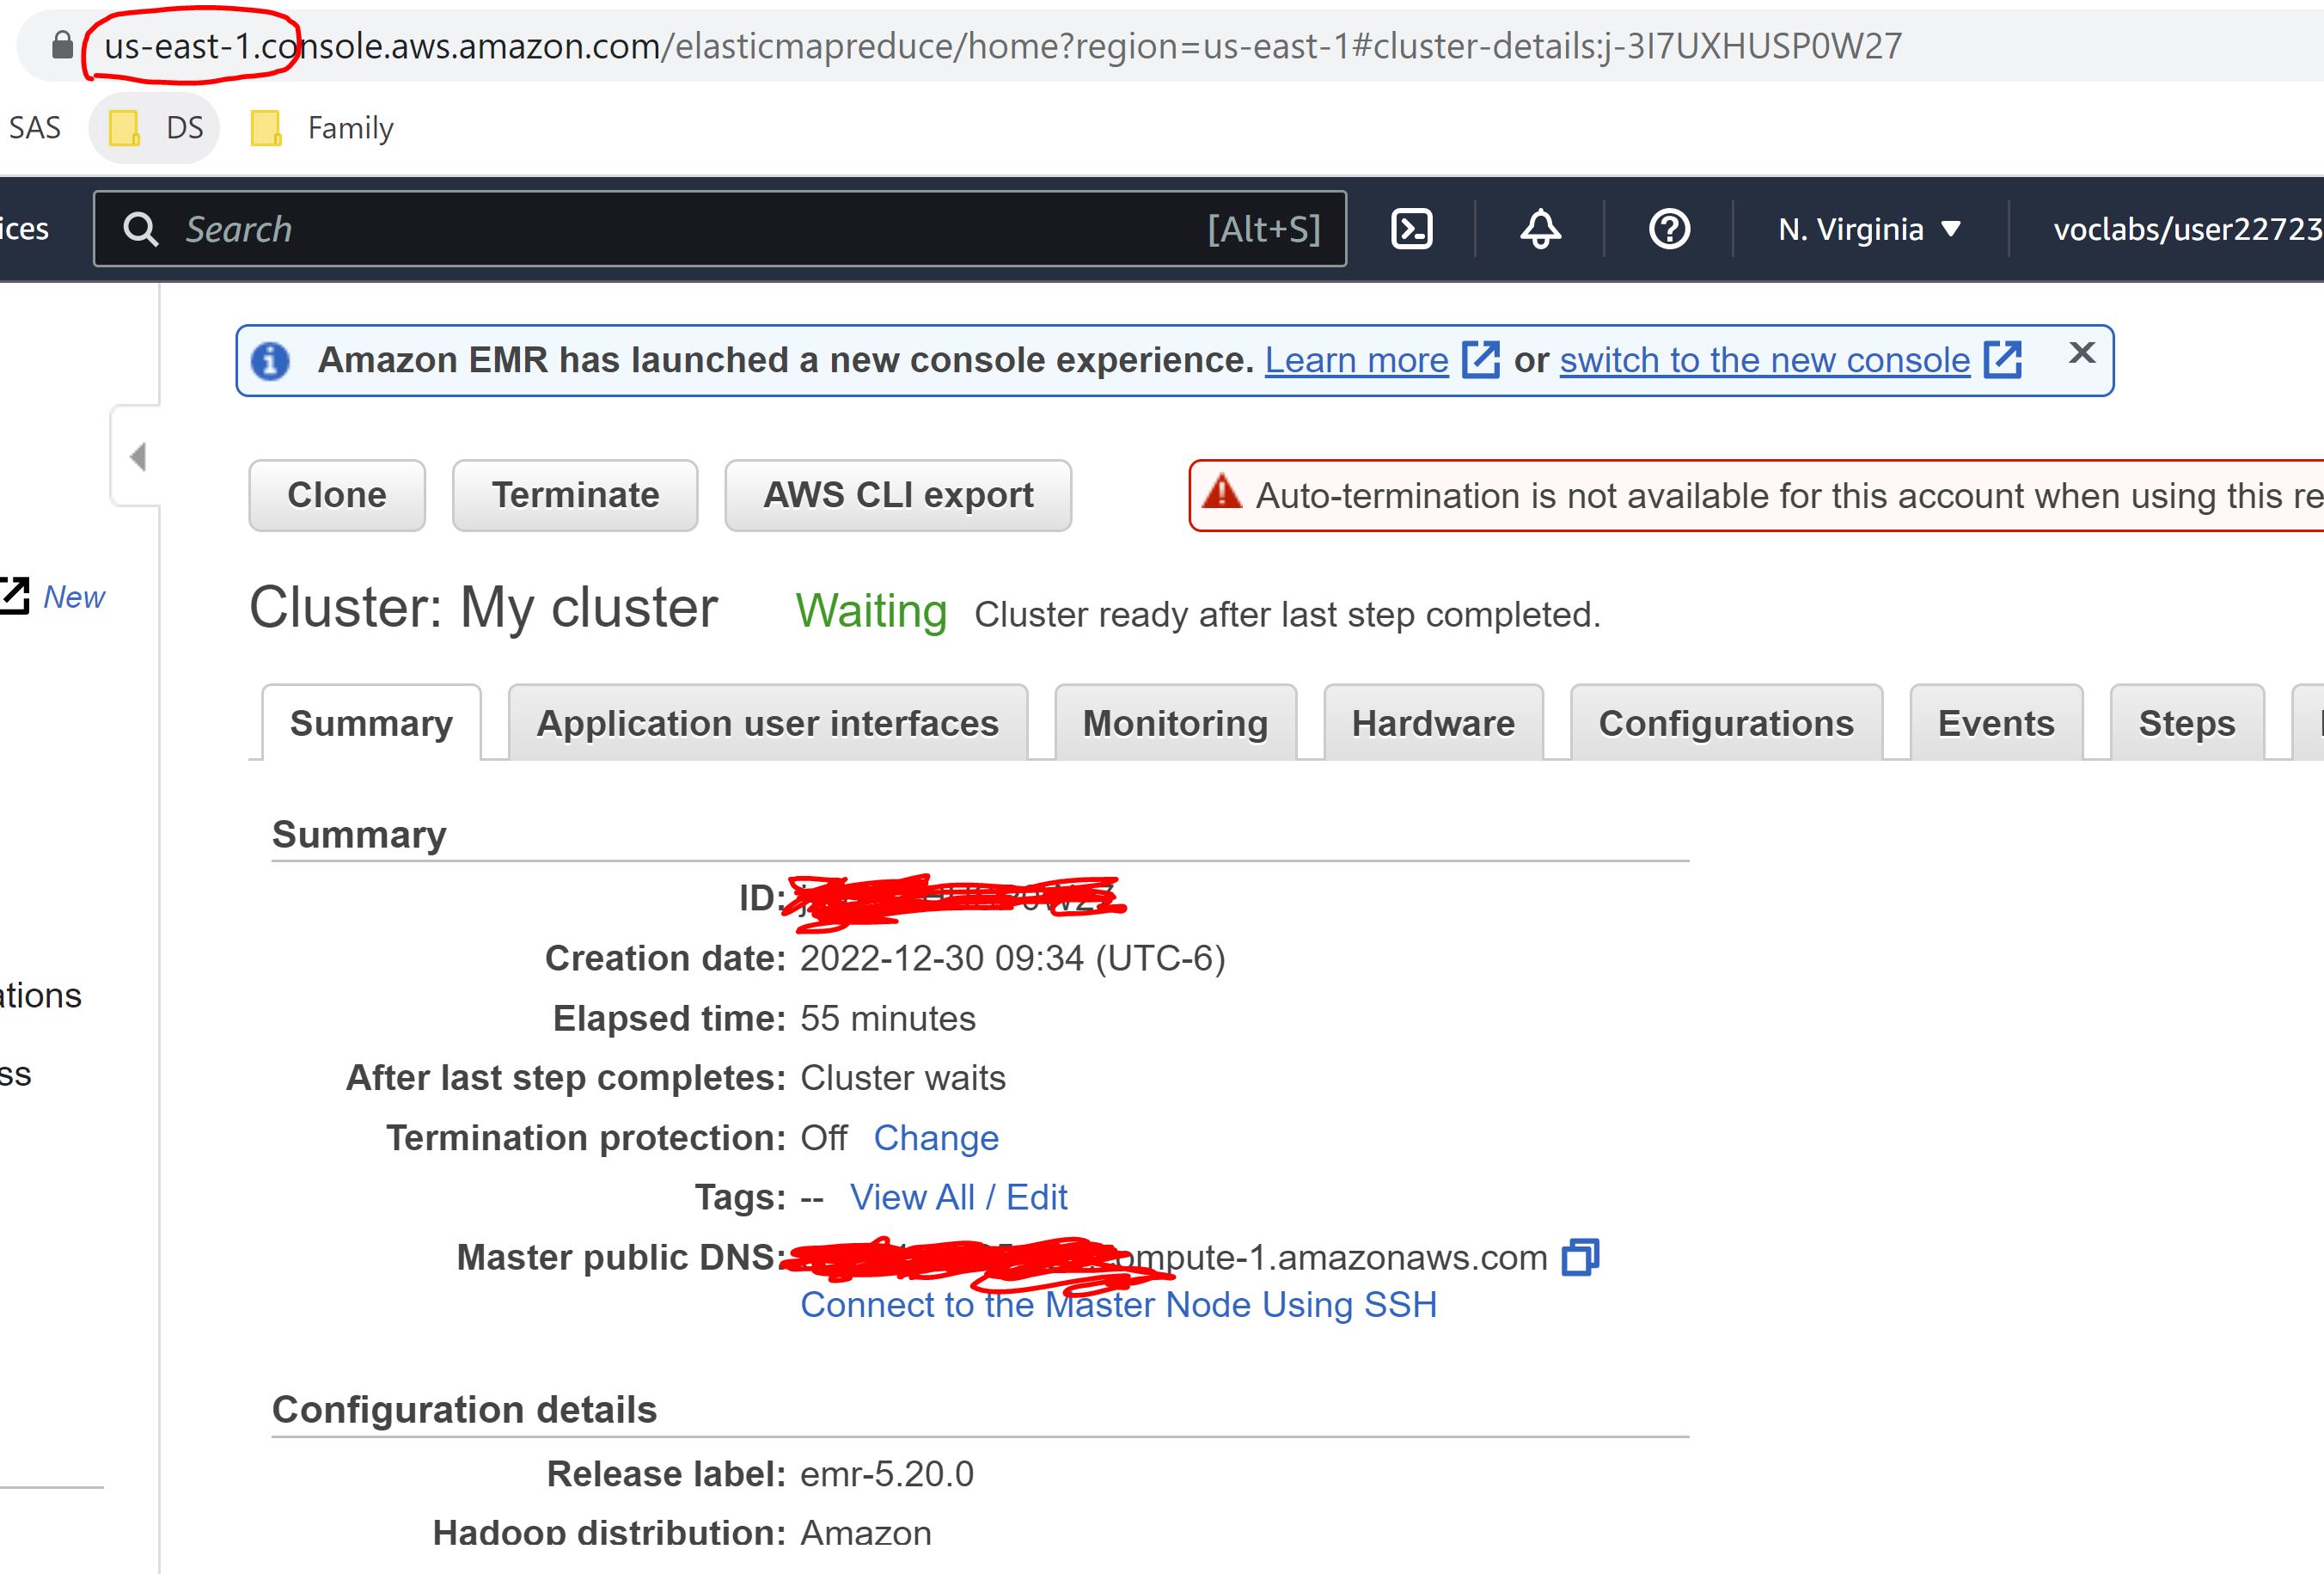 us-east-1.console.aws.amazon.com/elasticmapreduce/home?region=us-east-1#cluster-details:j-3I7UXHUSP0W27
SAS DS Family
ices Search [Alt+S] N. Virginia voclabs/user22723
Amazon EMR has launched a new console experience. Learn more or switch to the new console
Clone Terminate AWS CLI export Auto-termination is not available for this account when using this re
New
Cluster: My cluster Waiting Cluster ready after last step completed.
Summary Application user interfaces Monitoring Hardware Configurations Events Steps
Summary
ID:
Creation date: 2022-12-30 09:34 (UTC-6)
ations
Elapsed time: 55 minutes
After last step completes: Cluster waits
ss
Termination protection: Off Change
Tags: -- View All / Edit
Master public DNS: ompute-1.amazonaws.com
Connect to the Master Node Using SSH
Configuration details
Release label: emr-5.20.0
Hadoop distribution: Amazon